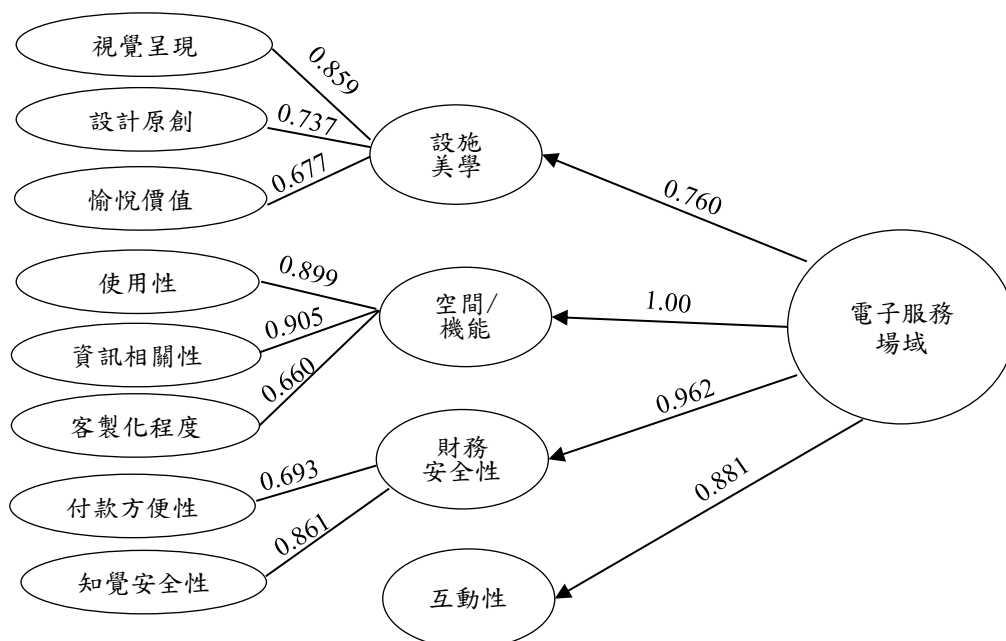 視覺呈現
設計原創
愉悅價值
使用性
資訊相關性
客製化程度
付款方便性
知覺安全性
0.859
0.737
0.677
0.899
0.905
0.660
0.693
0.861
設施
美學
空間/
機能
財務
安全性
互動性
0.760
1.00
0.962
0.881
電子服務
場域